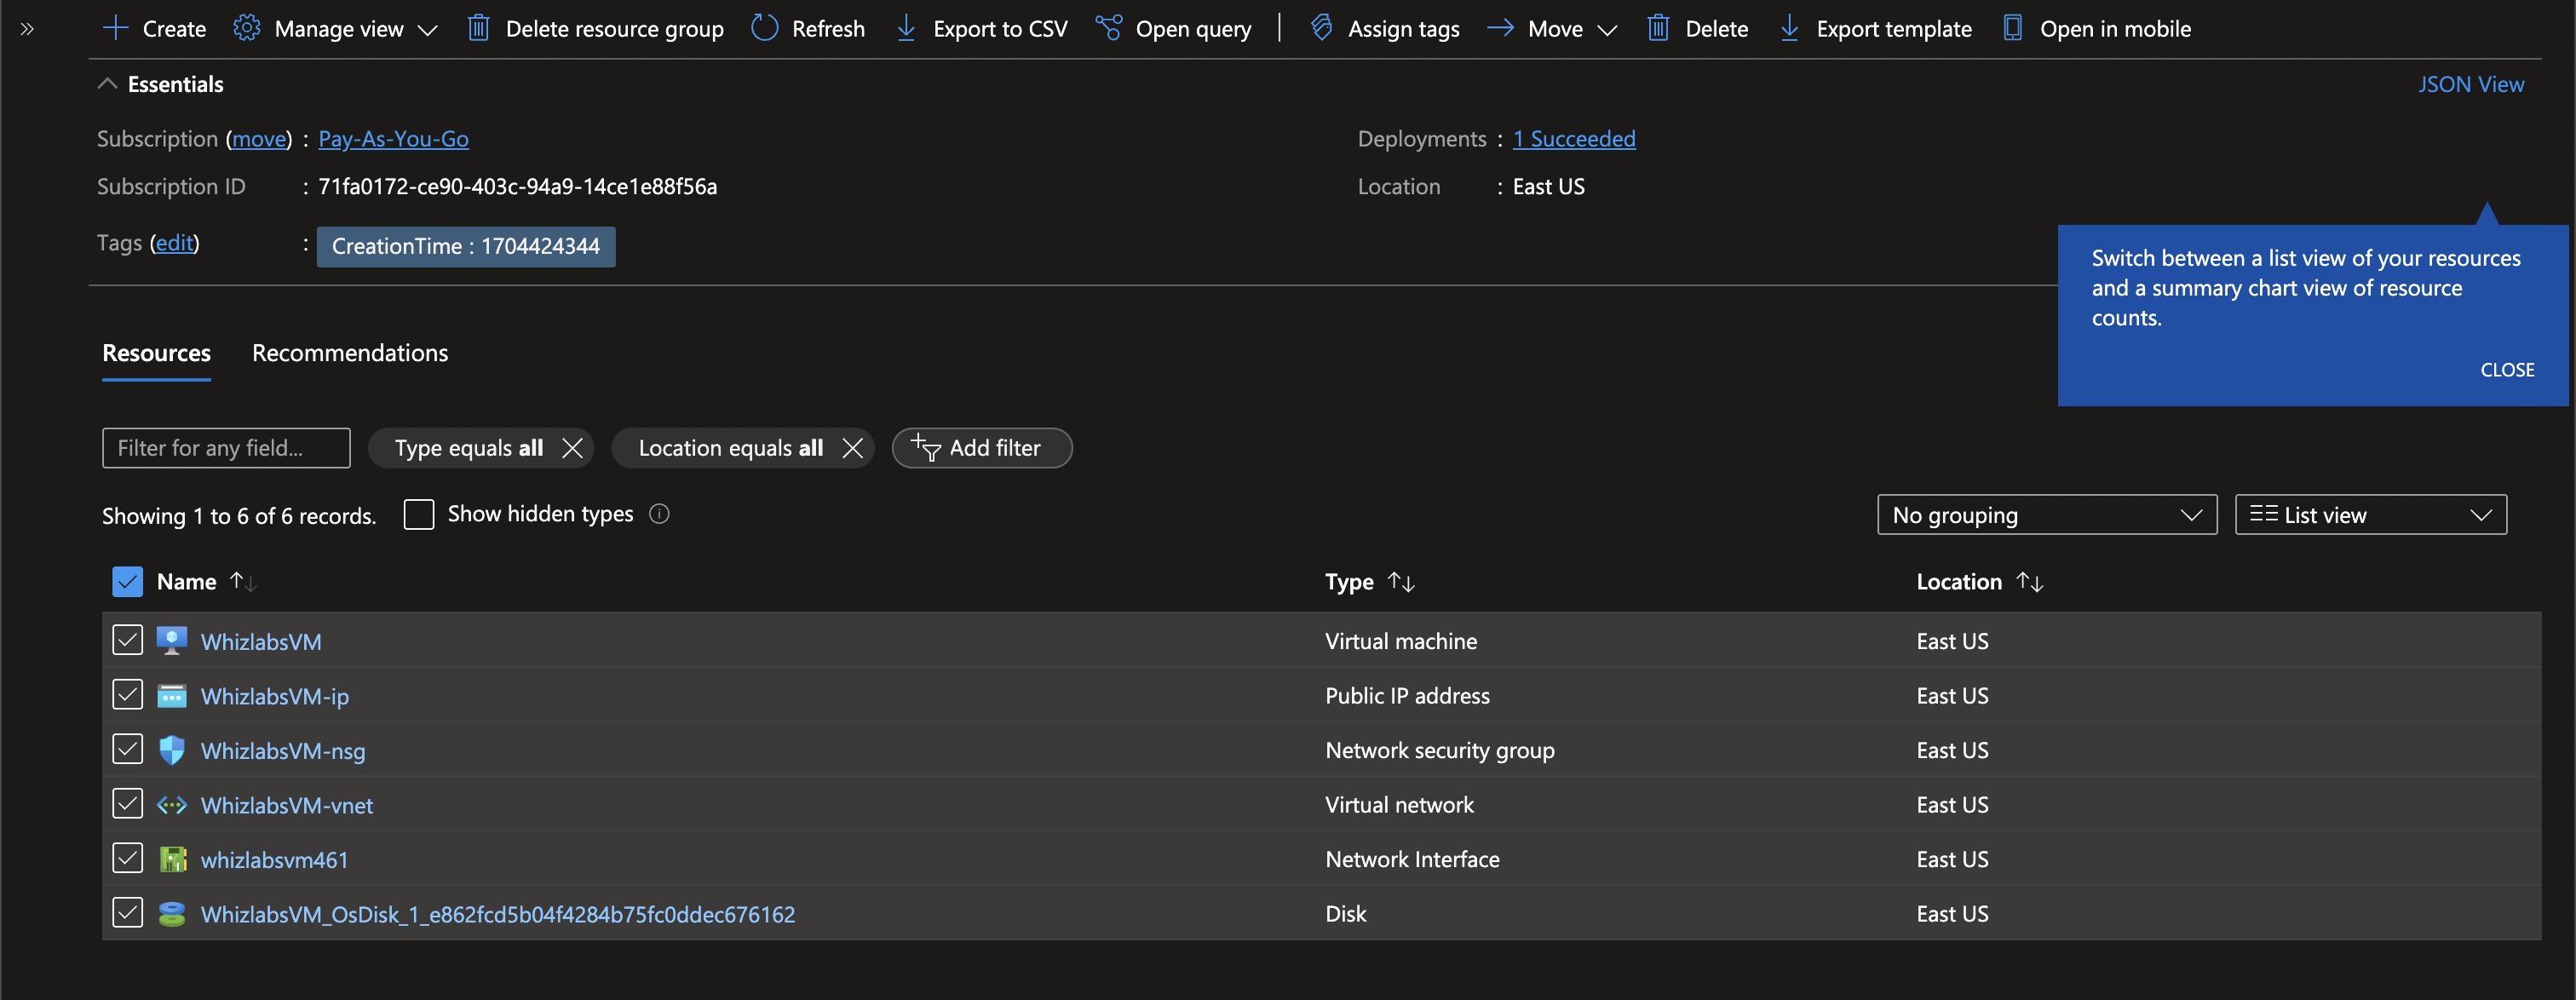 Create Manage view Delete resource group Refresh Export to CSV Open query Assign tags Move Delete Export template Open in mobile
Essentials
JSON View
Subscription (move) : Pay-As-You-Go
Deployments : 1 Succeeded
Subscription ID : 71fa0172-ce90-403c-94a9-14ce1e88f56a
Location : East US
Tags (edit) : CreationTime : 1704424344
Switch between a list view of your resources
and a summary chart view of resource
counts.
CLOSE
Resources Recommendations
Filter for any field... Type equals all Location equals all Add filter
Showing 1 to 6 of 6 records. Show hidden types No grouping List view
Name Type Location
WhizlabsVM Virtual machine East US
WhizlabsVM-ip Public IP address East US
WhizlabsVM-nsg Network security group East US
WhizlabsVM-vnet Virtual network East US
whizlabsvm461 Network Interface East US
WhizlabsVM_OsDisk_1_e862fcd5b04f4284b75fc0ddec676162 Disk East US